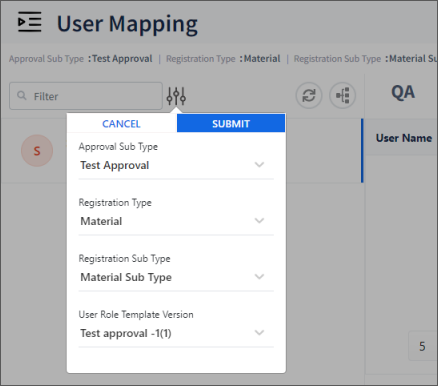 User Mapping
Approval Sub Type : Test Approval | Registration Type : Material | Registration Sub Type : Material Su
Filter
QA
CANCEL
SUBMIT
User Name
S
Approval Sub Type
Test Approval
Registration Type
Material
Registration Sub Type
Material Sub Type
User Role Template Version
Test approval -1(1)
5